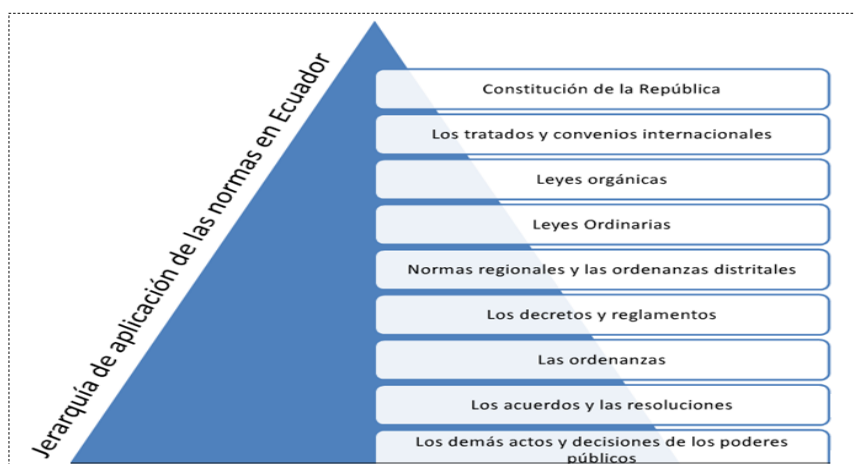 Jerarquía de aplicación de las normas en Ecuador
Constitución de la República
Los tratados y convenios internacionales
Leyes orgánicas
Leyes Ordinarias
Normas regionales y las ordenanzas distritales
Los decretos y reglamentos
Las ordenanzas
Los acuerdos y las resoluciones
Los demás actos y decisiones de los poderes
públicos